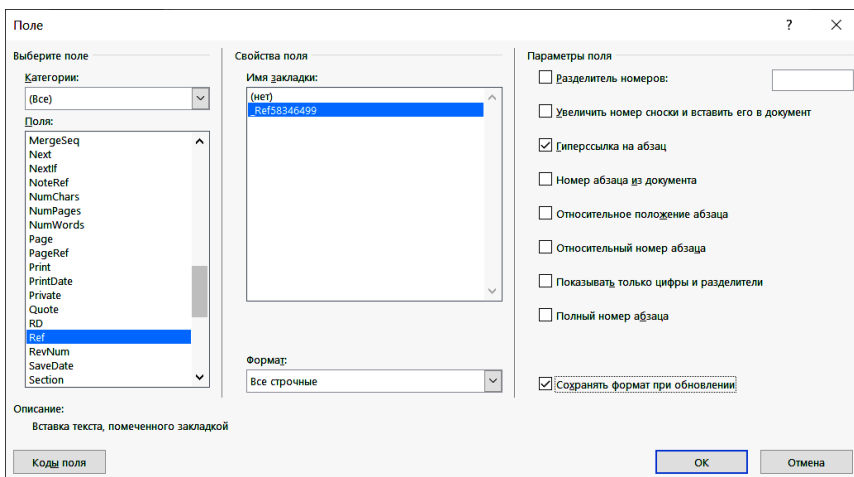 Поле
Выберите поле
Категории:
(Все)
Поля:
MergeSeq
Next
NextIf
NoteRef
NumChars
NumPages
NumWords
Page
PageRef
Print
PrintDate
Private
Quote
RD
Ref
RevNum
SaveDate
Section
Свойства поля
Имя закладки:
(нет)
_Ref58346499
Формат:
Все строчные
Параметры поля
Разделитель номеров:
Увеличить номер сноски и вставить его в документ
Гиперссылка на абзац
Номер абзаца из документа
Относительное положение абзаца
Относительный номер абзаца
Показывать только цифры и разделители
Полный номер абзаца
Сохранять формат при обновлении
Описание:
Вставка текста, помеченного закладкой
Коды поля
ОК
Отмена